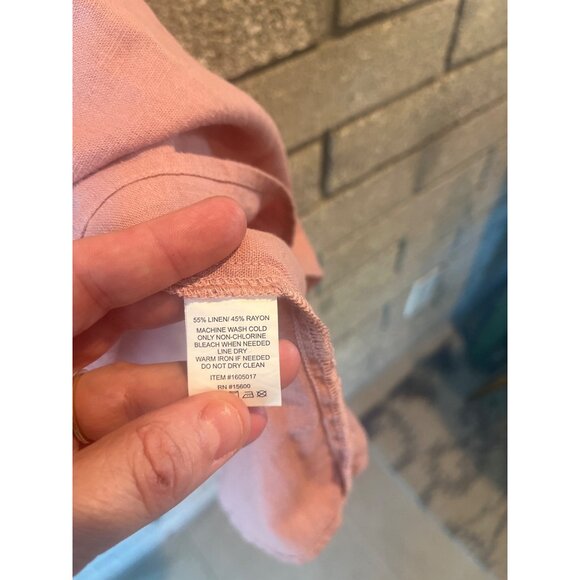 55% LINEN/ 45% RAYON
MACHINE WASH COLD
ONLY NON-CHLORINE
BLEACH WHEN NEEDED
LINE DRY
WARM IRON IF NEEDED
DO NOT DRY CLEAN
ITEM #1605017
RN #15600